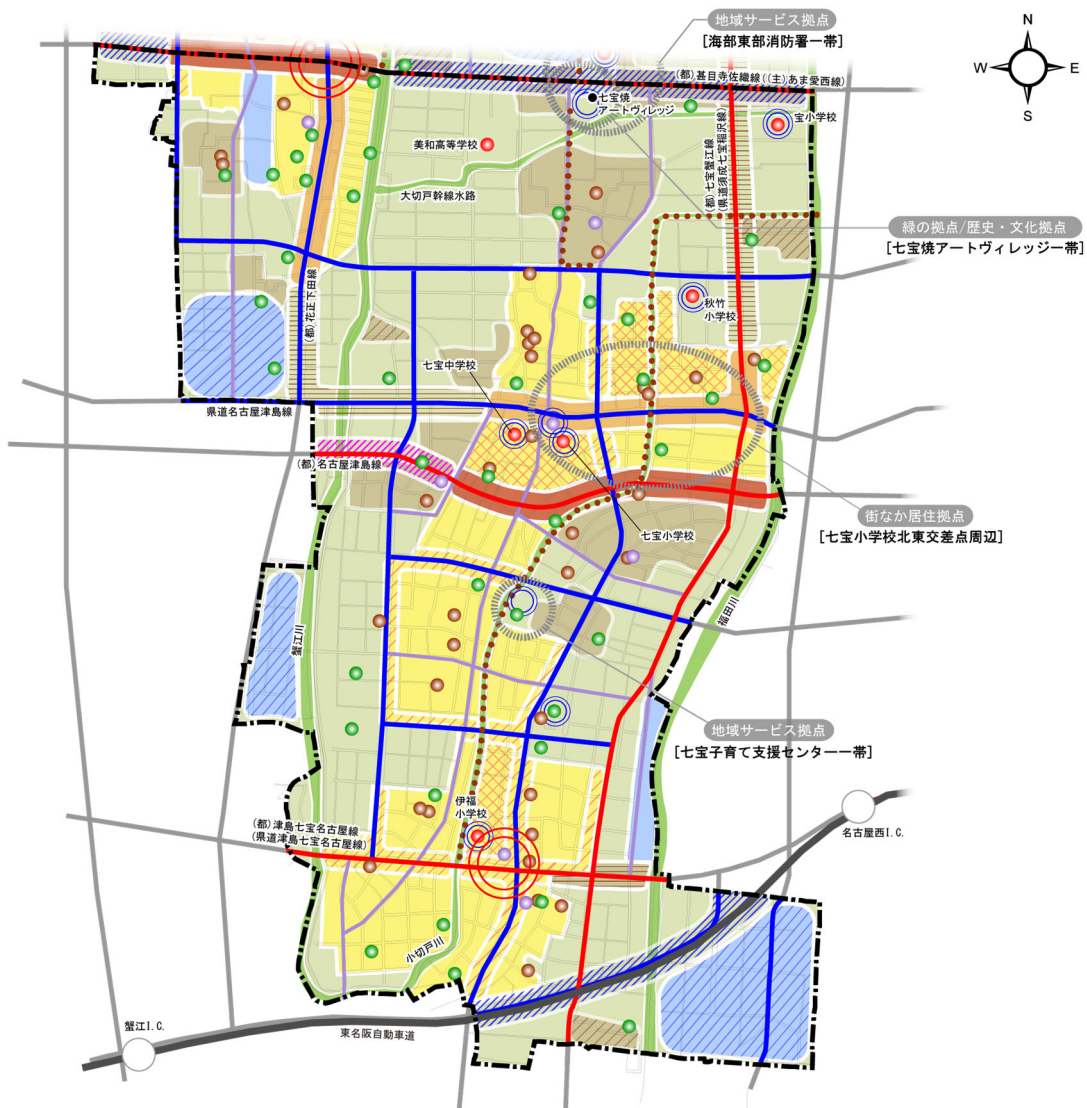 地域サービス拠点
[海部東部消防署一帯]
N
W
E
S
(都)甚目寺佐織線((主)あま愛西線)
七宝焼
アートヴィレッジ
宝小学校
美和高等学校
(都)七宝蟹江線
(県道須成七宝稲沢線)
大切戸幹線水路
緑の拠点/歴史・文化拠点
[七宝焼アートヴィレッジ一帯]
(都)花正下田線
秋竹
小学校
七宝中学校
県道名古屋津島線
(都)名古屋津島線
街なか居住拠点
[七宝小学校北東交差点周辺]
七宝小学校
福田川
蟹江川
地域サービス拠点
[七宝子育て支援センター一帯]
伊福
小学校
(都)津島七宝名古屋線
(県道津島七宝名古屋線)
名古屋西I.C.
小切戸川
蟹江I.C.
東名阪自動車道